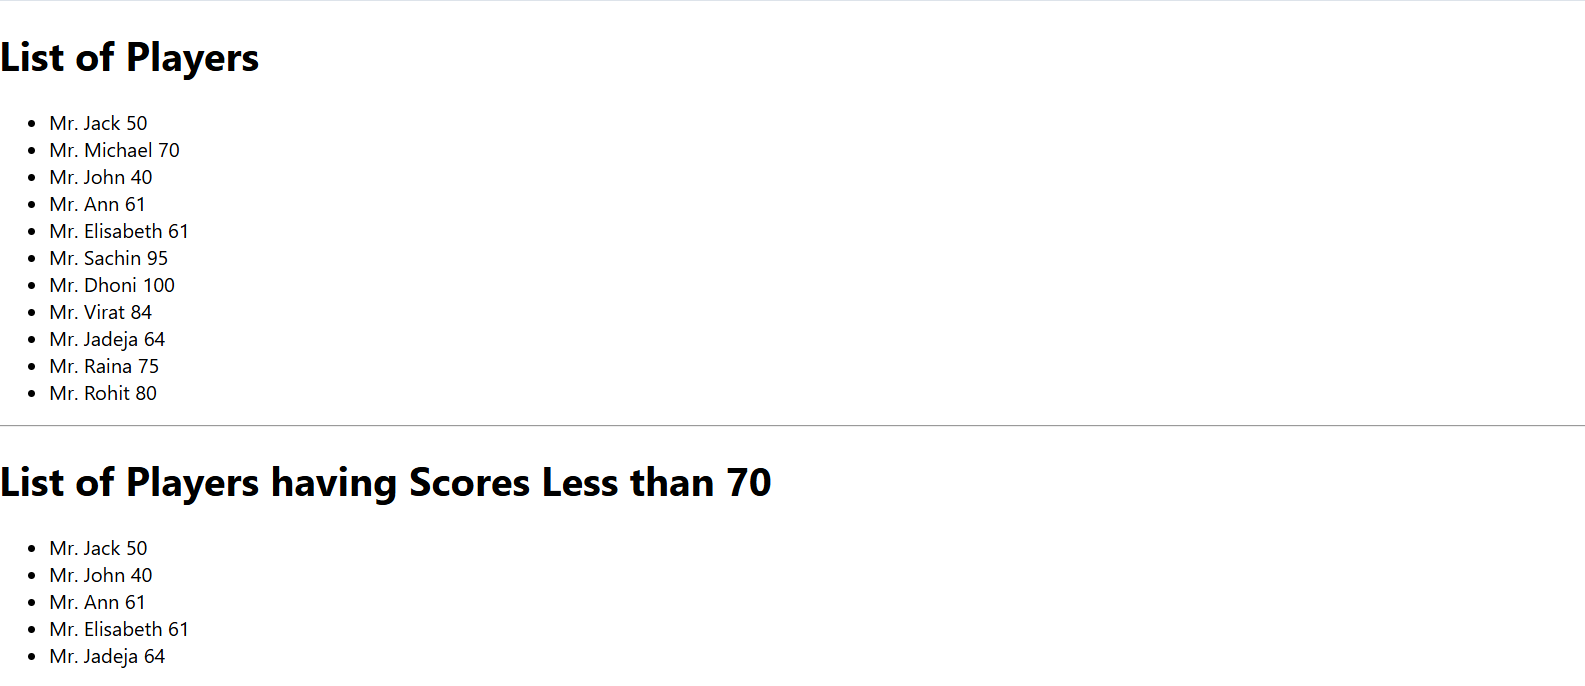 List of Players
Mr. Jack 50
Mr. Michael 70
Mr. John 40
Mr. Ann 61
Mr. Elisabeth 61
Mr. Sachin 95
Mr. Dhoni 100
Mr. Virat 84
Mr. Jadeja 64
Mr. Raina 75
Mr. Rohit 80
List of Players having Scores Less than 70
Mr. Jack 50
Mr. John 40
Mr. Ann 61
Mr. Elisabeth 61
Mr. Jadeja 64